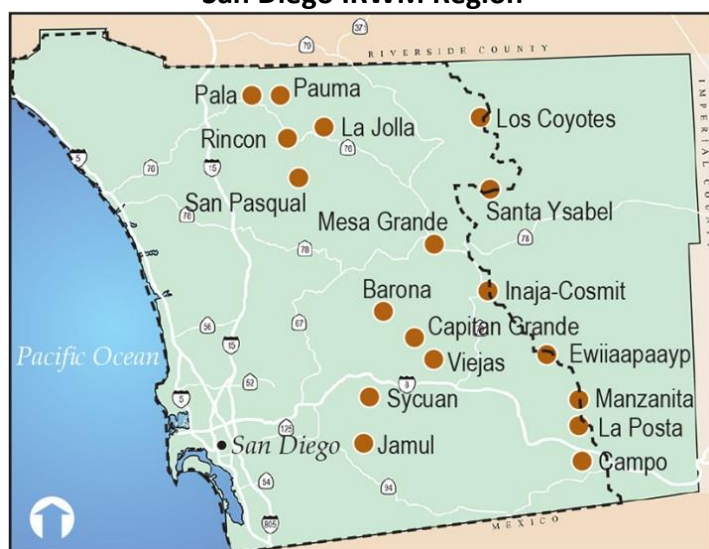 San Diego IRWM Region
371
79
RIVERSIDE COUNTY
IMPERIAL COUNTY
Pala
Pauma
Rincon
La Jolla
Los Coyotes
5
76
15
76
San Pasqual
Santa Ysabel
76
Mesa Grande
78
78
Barona
Inaja-Cosmit
56
67
Capitan Grande
Pacific Ocean
15
Viejas
Ewiiaapaayp
52
8
5
Sycuan
Manzanita
125
La Posta
San Diego
Jamul
Campo
54
94
805
MEXICO